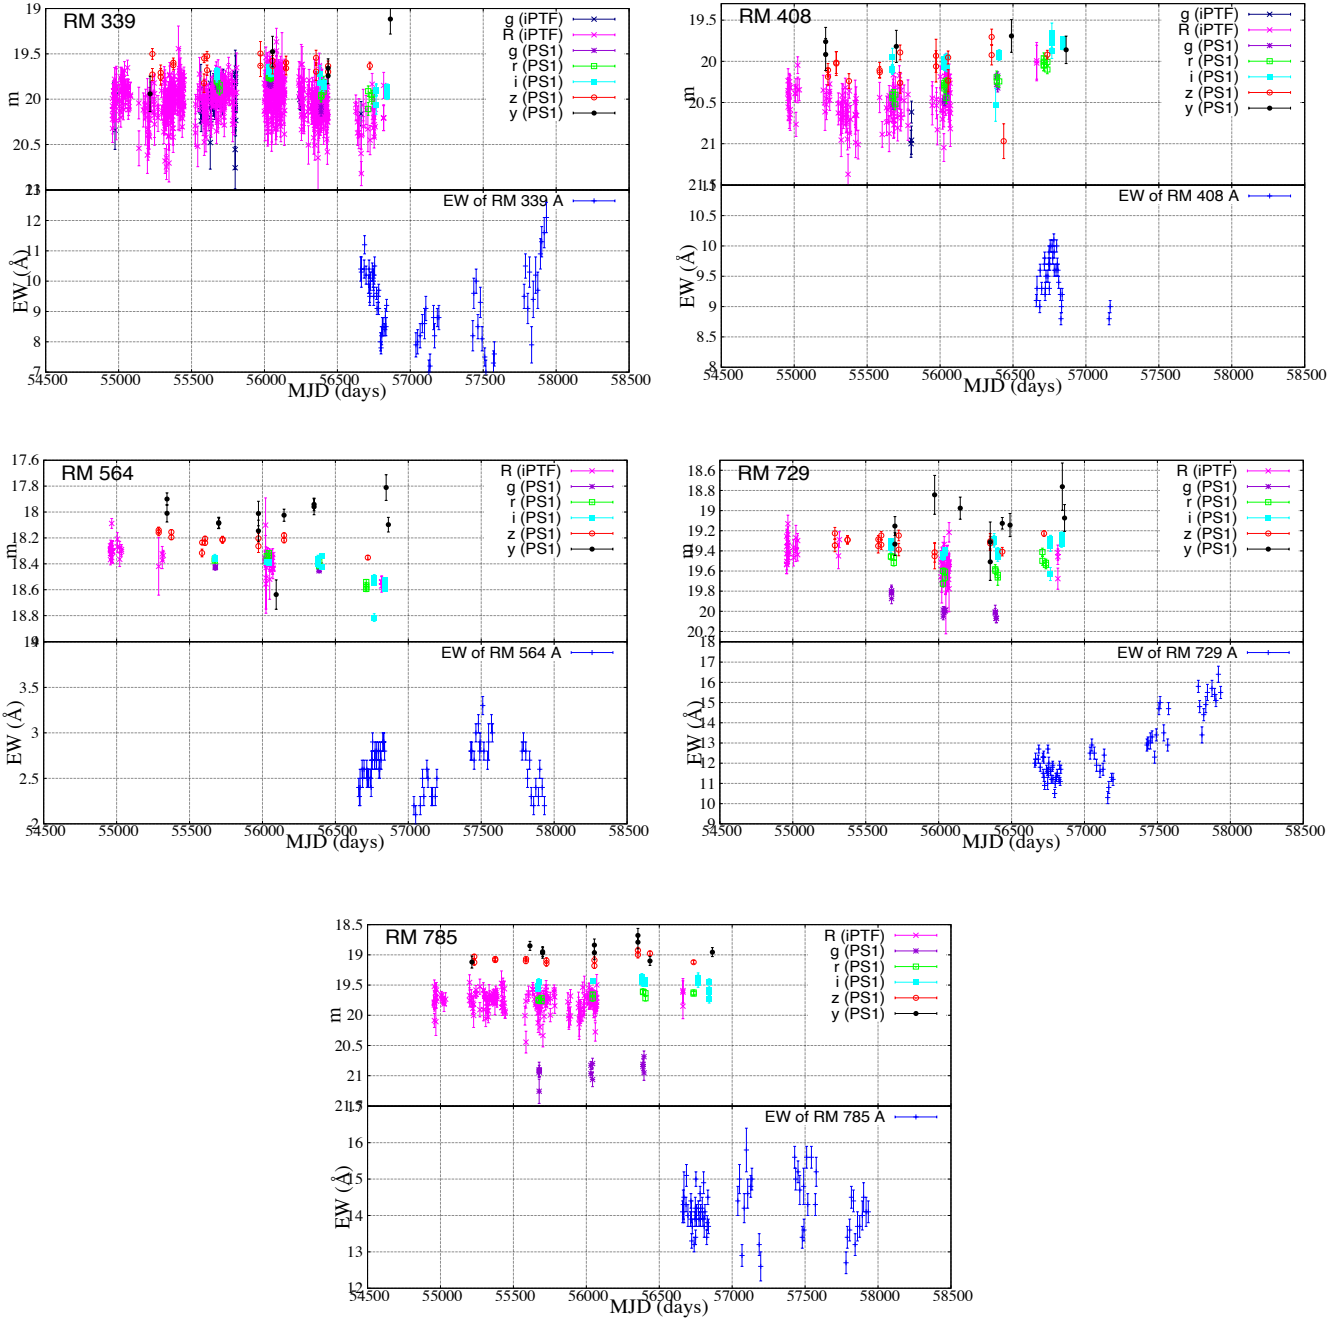 RM 339
g (iPTF)
R (iPTF)
g (PS1)
r (PS1)
i (PS1)
z (PS1)
y (PS1)
19
19.5
20
20.5
m
EW of RM 339 A
12
11
10
9
8
7
EW (Å)
54500 55000 55500 56000 56500 57000 57500 58000 58500
MJD (days)
RM 408
g (iPTF)
R (iPTF)
g (PS1)
r (PS1)
i (PS1)
z (PS1)
y (PS1)
19.5
20
20.5
21
21.5
m
EW of RM 408 A
10.5
10
9.5
9
8.5
8
EW (Å)
54500 55000 55500 56000 56500 57000 57500 58000 58500
MJD (days)
RM 564
R (iPTF)
g (PS1)
r (PS1)
i (PS1)
z (PS1)
y (PS1)
17.6
17.8
18
18.2
18.4
18.6
18.8
m
EW of RM 564 A
3.5
3
2.5
2
EW (Å)
54500 55000 55500 56000 56500 57000 57500 58000 58500
MJD (days)
RM 729
R (iPTF)
g (PS1)
r (PS1)
i (PS1)
z (PS1)
y (PS1)
18.6
18.8
19
19.2
19.4
19.6
19.8
20
20.2
m
EW of RM 729 A
18
17
16
15
14
13
12
11
10
9
EW (Å)
54500 55000 55500 56000 56500 57000 57500 58000 58500
MJD (days)
RM 785
R (iPTF)
g (PS1)
r (PS1)
i (PS1)
z (PS1)
y (PS1)
18.5
19
19.5
20
20.5
21
m
EW of RM 785 A
16
15
14
13
12
EW (Å)
54500 55000 55500 56000 56500 57000 57500 58000 58500
MJD (days)